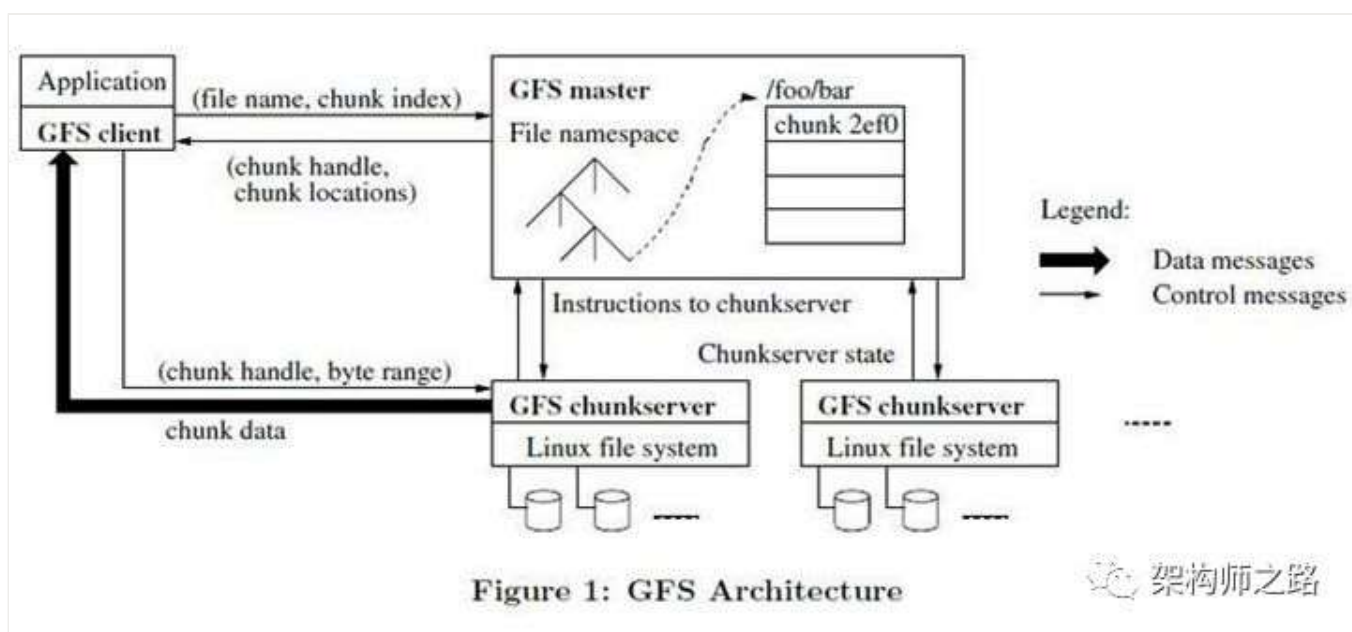 Application
GFS client
(file name, chunk index)
(chunk handle,
chunk locations)
GFS master
File namespace
/foo/bar
chunk 2ef0
Legend:
Data messages
Control messages
Instructions to chunkserver
Chunkserver state
(chunk handle, byte range)
chunk data
GFS chunkserver
Linux file system
GFS chunkserver
Linux file system
Figure 1: GFS Architecture
架构师之路